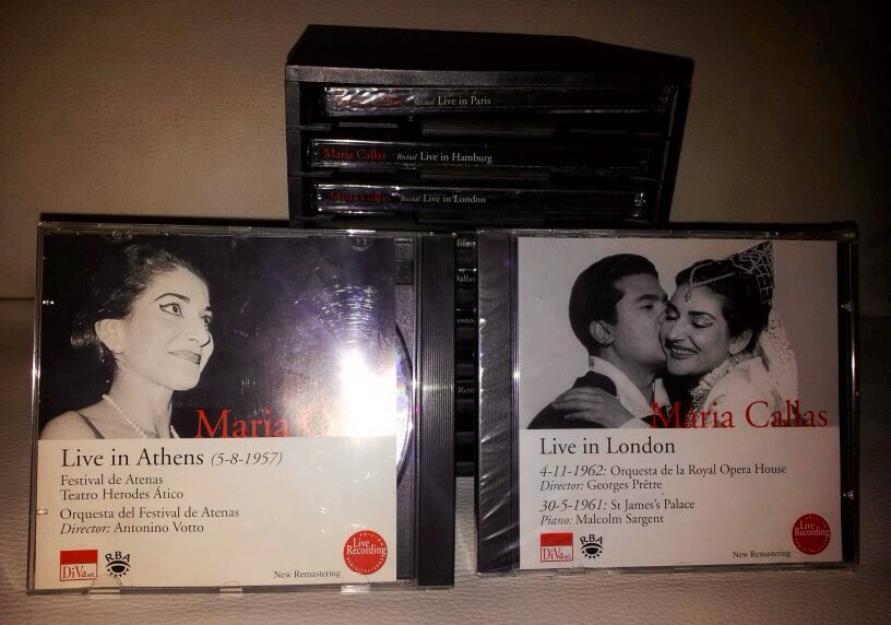 Recital Live in Paris
Maria Callas Recital Live in Hamburg
Maria Callas Recital Live in London
Maria
Live in Athens (5-8-1957)
Festival de Atenas
Teatro Herodes Ático
Orquesta del Festival de Atenas
Director: Antonino Votto
DiVa
RBA
Live
Recording
New Remastering
Maria Callas
Live in London
4-11-1962: Orquesta de la Royal Opera House
Director: Georges Prêtre
30-5-1961: St James's Palace
Piano: Malcolm Sargent
DiVa
RBA
Live
Recording
New Remastering